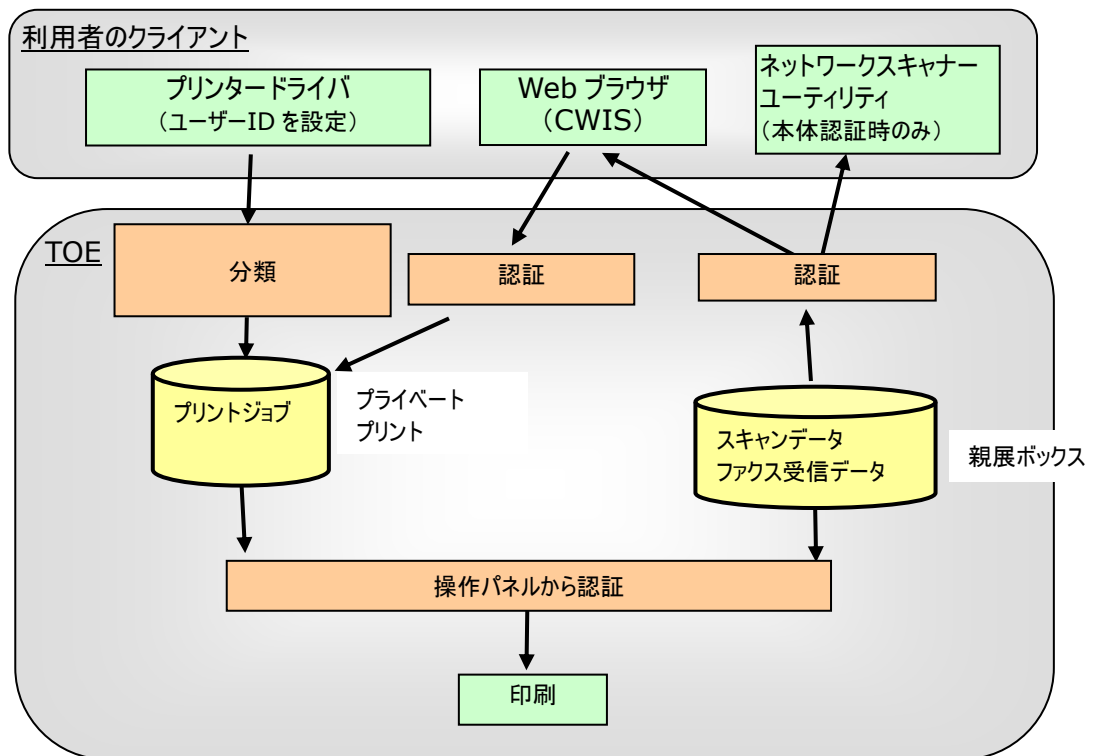 利用者のクライアント
プリンタードライバ
（ユーザーID を設定）
Web ブラウザ
（CWIS）
ネットワークスキャナー
ユーティリティ
（本体認証時のみ）
TOE
分類
認証
認証
プリントジョブ
プライベート
プリント
スキャンデータ
ファクス受信データ
親展ボックス
操作パネルから認証
印刷